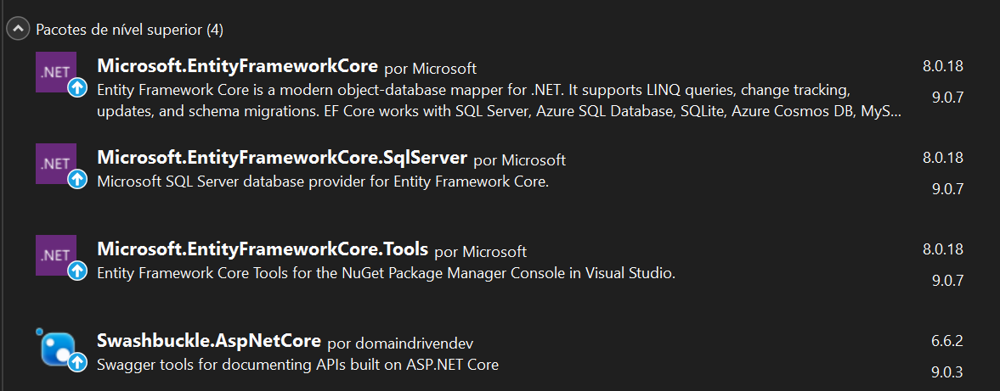 Pacotes de nível superior (4)
.NET
Microsoft.EntityFrameworkCore por Microsoft 8.0.18
Entity Framework Core is a modern object-database mapper for .NET. It supports LINQ queries, change tracking, 9.0.7
updates, and schema migrations. EF Core works with SQL Server, Azure SQL Database, SQLite, Azure Cosmos DB, MyS...
.NET
Microsoft.EntityFrameworkCore.SqlServer por Microsoft 8.0.18
Microsoft SQL Server database provider for Entity Framework Core. 9.0.7
.NET
Microsoft.EntityFrameworkCore.Tools por Microsoft 8.0.18
Entity Framework Core Tools for the NuGet Package Manager Console in Visual Studio. 9.0.7
Swashbuckle.AspNetCore por domaindrivendev 6.6.2
Swagger tools for documenting APIs built on ASP.NET Core 9.0.3